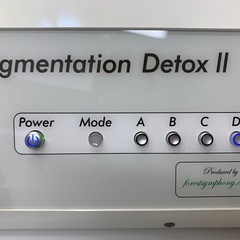 gmentation Detox II
Power Mode A B C D
Produced by
forestsymphony.c